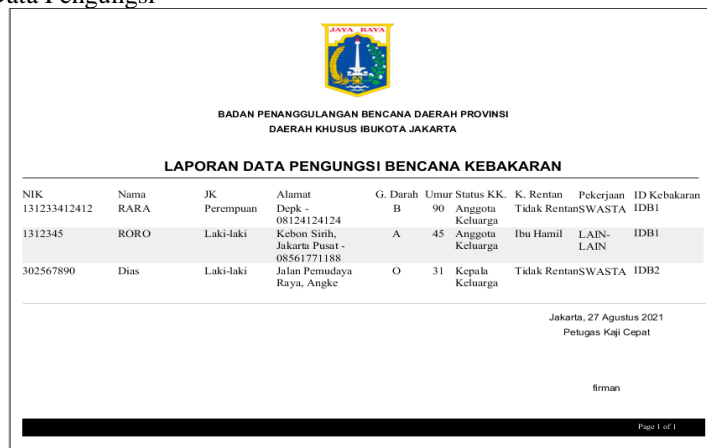 Data Pengungsi
JAYA RAYA
BADAN PENANGGULANGAN BENCANA DAERAH PROVINSI
DAERAH KHUSUS IBUKOTA JAKARTA
LAPORAN DATA PENGUNGSI BENCANA KEBAKARAN
NIK Nama JK Alamat G. Darah Umur Status KK. K. Rentan Pekerjaan ID Kebakaran
131233412412 RARA Perempuan Depk - B 90 Anggota Tidak RentanSWASTA IDB1
08124124124 Keluarga
1312345 RORO Laki-laki Kebon Sirih, A 45 Anggota Ibu Hamil LAIN- IDB1
Jakarta Pusat - Keluarga LAIN
08561771188
302567890 Dias Laki-laki Jalan Pemudaya O 31 Kepala Tidak RentanSWASTA IDB2
Raya, Angke Keluarga
Jakarta, 27 Agustus 2021
Petugas Kaji Cepat
firman
Page 1 of 1